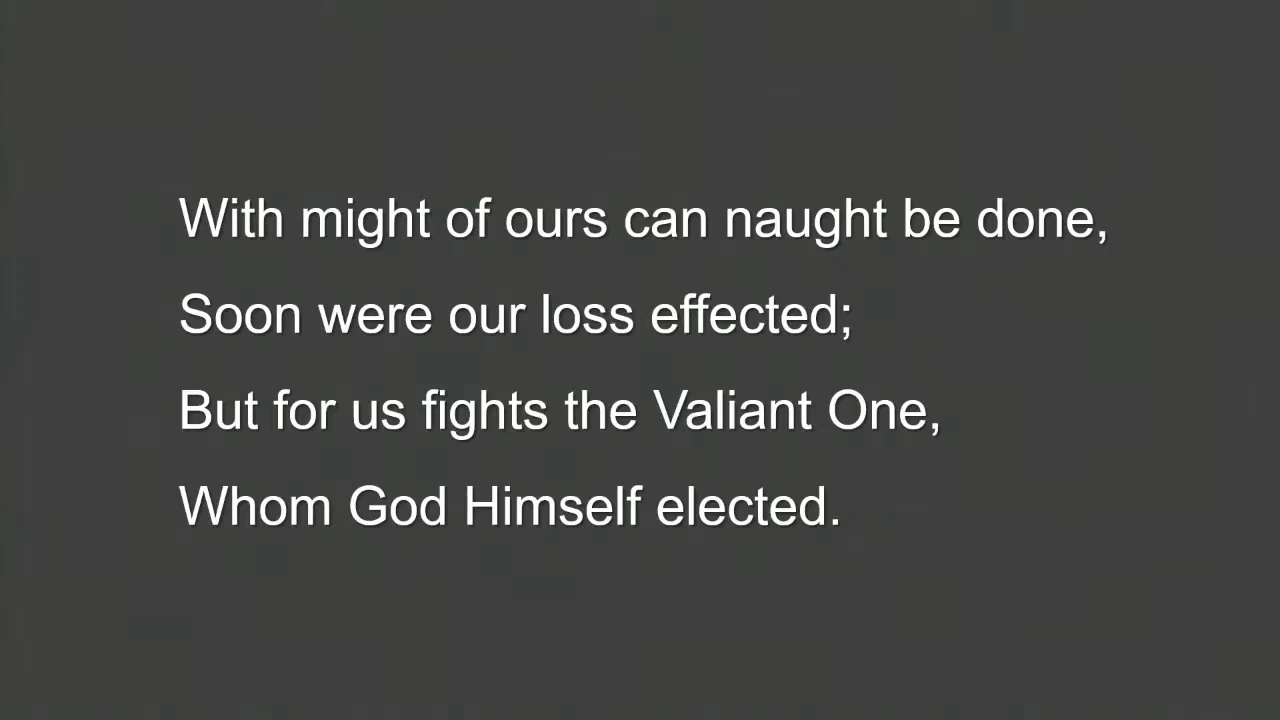 With might of ours can naught be done,
Soon were our loss effected;
But for us fights the Valiant One,
Whom God Himself elected.